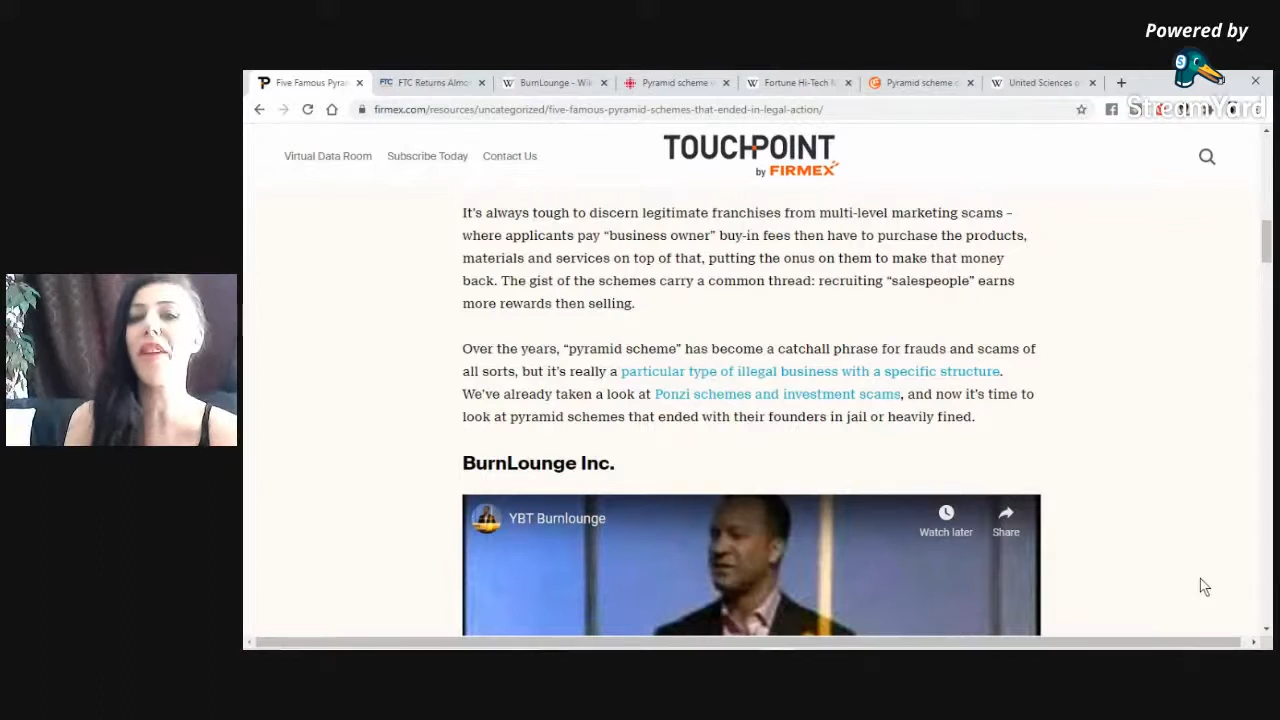 Powered by
StreamYard
Five Famous Pyra
FTC Returns Almo
BurnLounge - Wi
Pyramid scheme
Fortune Hi-Tech M
Pyramid scheme c
United Sciences o
firmex.com/resources/uncategorized/five-famous-pyramid-schemes-that-ended-in-legal-action/
Virtual Data Room
Subscribe Today
Contact Us
TOUCHPOINT
by FIRMEX
It's always tough to discern legitimate franchises from multi-level marketing scams –
where applicants pay “business owner” buy-in fees then have to purchase the products,
materials and services on top of that, putting the onus on them to make that money
back. The gist of the schemes carry a common thread: recruiting “salespeople” earns
more rewards then selling.
Over the years, “pyramid scheme” has become a catchall phrase for frauds and scams of
all sorts, but it’s really a particular type of illegal business with a specific structure.
We’ve already taken a look at Ponzi schemes and investment scams, and now it’s time to
look at pyramid schemes that ended with their founders in jail or heavily fined.
BurnLounge Inc.
YBT Burnlounge
Watch later
Share